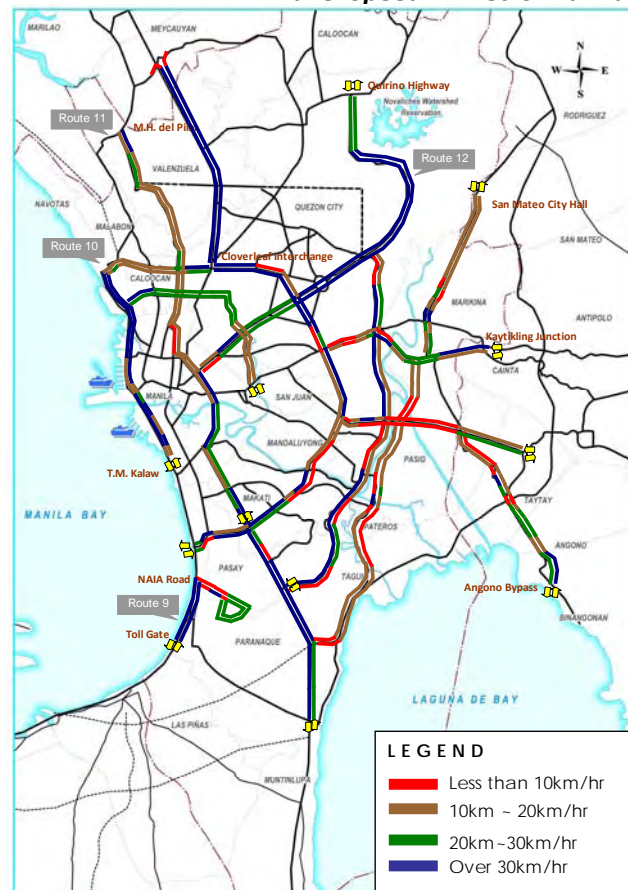 MARILAO
MEYCAUYAN
CALOOCAN
N
W E
S
Quirino Highway
Novaliches Watershed
Reservation
RODRIGUEZ
Route 11
M.H. del Pilar
Route 12
VALENZUELA
San Mateo City Hall
NAVOTAS
QUEZON CITY
MALABON
SAN MATEO
Route 10
Cloverleaf Interchange
CALOOCAN
MARIKINA
ANTIPOLO
Kaytikling Junction
CAINTA
MANILA
SAN JUAN
MANDALUYONG
PASIG
T.M. Kalaw
MAKATI
TAYTAY
MANILA BAY
PATEROS
ANGONO
PASAY
NAIA Road
TAGUIG
Angono Bypass
Route 9
BINANGONAN
Toll Gate
PARANAQUE
LAGUNA DE BAY
LAS PIÑAS
MUNTINLUPA
LEGEND
Less than 10km/hr
10km ~ 20km/hr
20km~30km/hr
Over 30km/hr